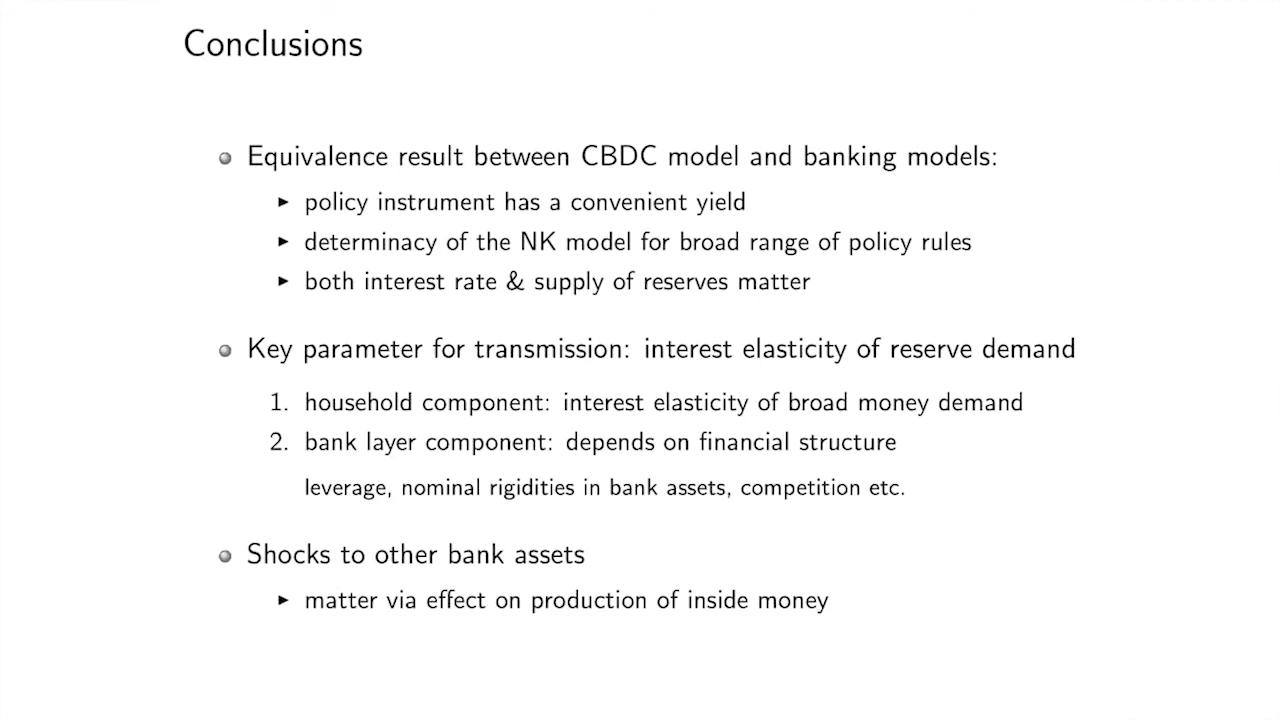 Conclusions
Equivalence result between CBDC model and banking models:
policy instrument has a convenient yield
determinacy of the NK model for broad range of policy rules
both interest rate & supply of reserves matter
Key parameter for transmission: interest elasticity of reserve demand
1. household component: interest elasticity of broad money demand
2. bank layer component: depends on financial structure
leverage, nominal rigidities in bank assets, competition etc.
Shocks to other bank assets
matter via effect on production of inside money